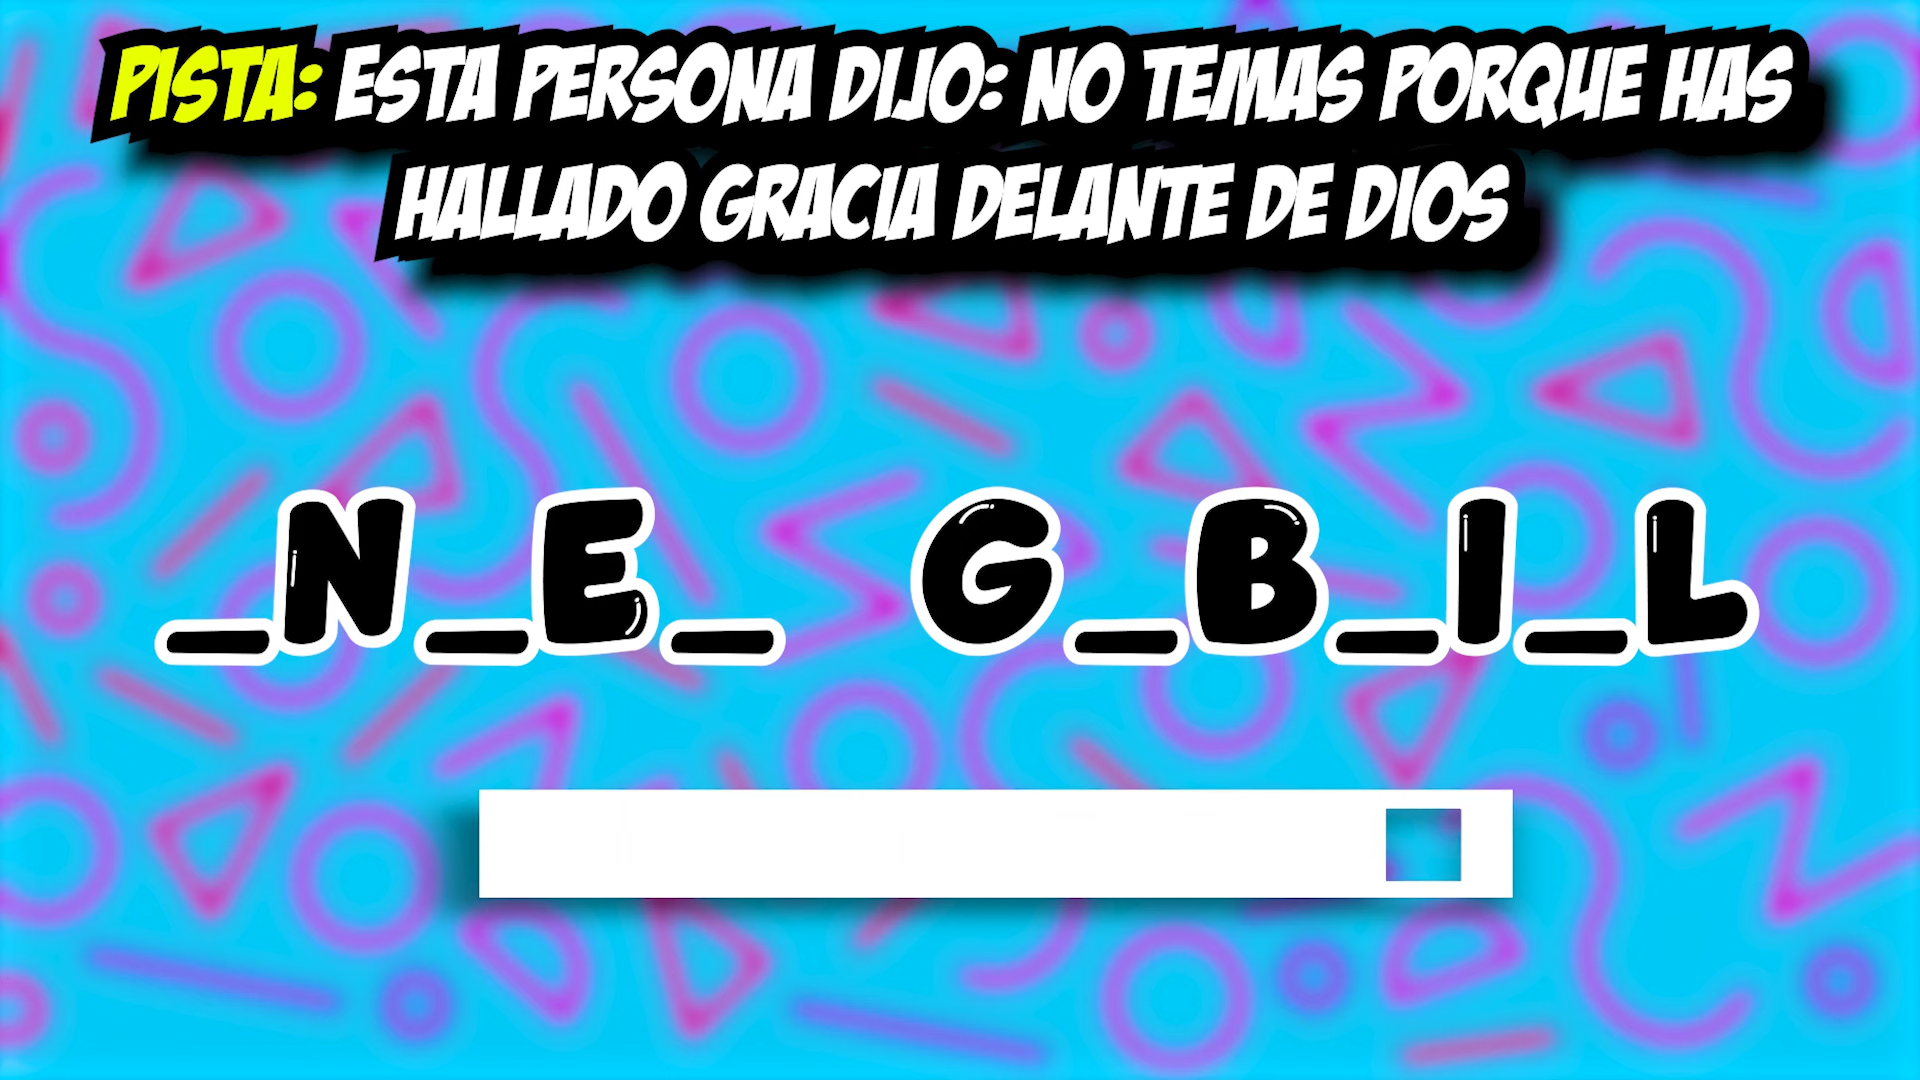 PISTA: ESTA PERSONA DIJO: NO TEMAS PORQUE HAS
HALLADO GRACIA DELANTE DE DIOS
_N_E_ G_B_I_L